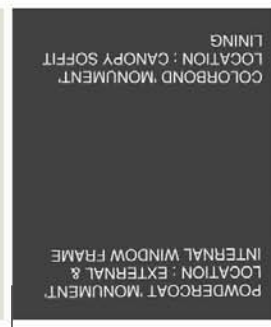 POWDERCOAT 'MONUMENT'
LOCATION : EXTERNAL &
INTERNAL WINDOW FRAME
COLORBOND 'MONUMENT'
LOCATION : CANOPY SOFFIT
LINING